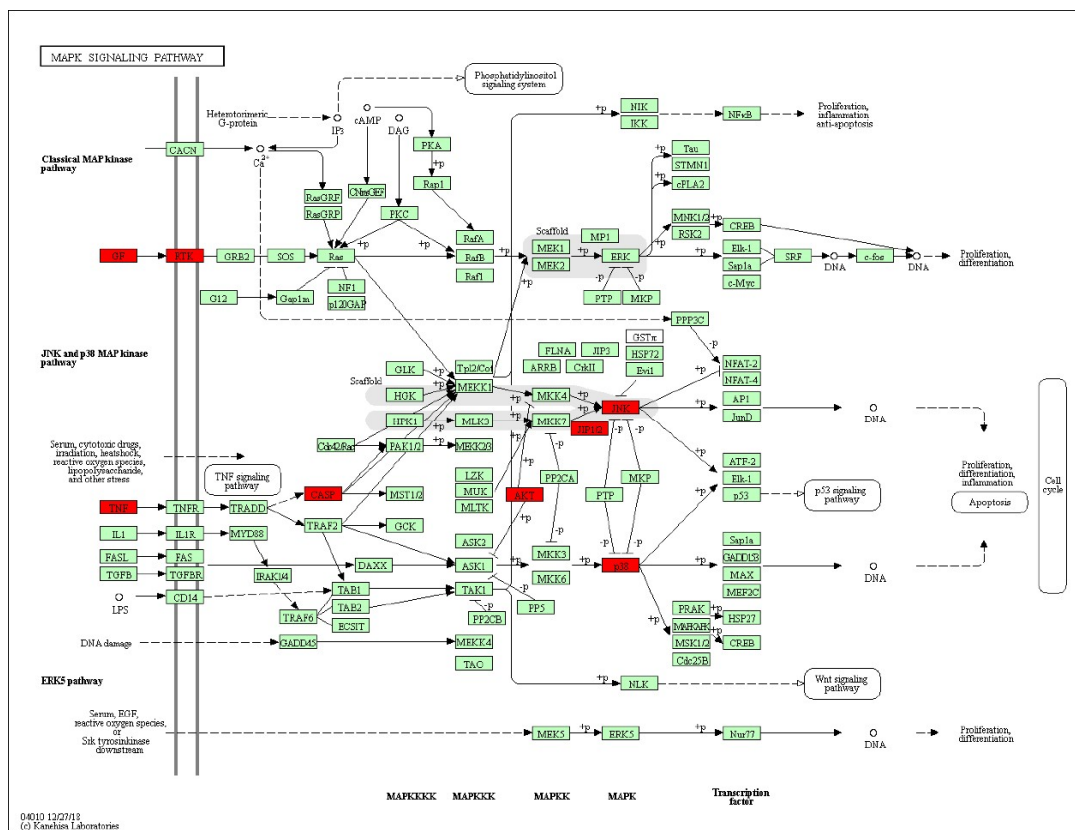 MAPK SIGNALING PATHWAY
Phosphatidylinositol
signaling system
Heterotorimeric
G-protein
IP3
cAMP
DAG
PKA
+p
NIK
IKK
+p
NFκB
Proliferation,
inflammation
anti-apoptosis
CACN
Ca2+
Classical MAP kinase
pathway
RasGRF
RasGRP
CNrasGEF
PKC
Rap1
Tau
STMN1
cPLA2
+p
GF
RTK
GRB2
SOS
Ras
+p
+p
RafA
RafB
Raf1
+p
Scaffold
MEK1
MEK2
MP1
+p
ERK
+p
MNK1/2
RSK2
+p
CREB
Elk-1
Sap1a
c-Myc
SRF
DNA
c-fos
DNA
Proliferation,
differentiation
G12
Gap1m
NF1
p120GAP
-p
-p
PTP
MKP
PPP3C
-p
JNK and p38 MAP kinase
pathway
GLK
HGK
HPK1
Scaffold
Tpl2/Cot
MEKK1
MLK3
MEKK2/3
FLNA
JIP3
ARRB
CrkII
GSTπ
HSP72
Evi1
NFAT-2
NFAT-4
MKK4
MKK7
JNK
JIP1/2
AP1
JunD
DNA
Cdc42/Rac
PAK1/2
Serum, cytotoxic drugs,
irradiation, heatshock,
reactive oxygen species,
lipopolysaccharide,
and other stress
TNF signaling
pathway
LZK
MUK
MLTK
PP2CA
AKT
PTP
MKP
ATF-2
Elk-1
p53
p53 signaling
pathway
Proliferation,
differentiation,
inflammation
Apoptosis
Cell
cycle
CASP
MST1/2
TNF
TNFR
TRADD
TRAF2
GCK
IL1
IL1R
MYD88
ASK2
FASL
FAS
DAXX
ASK1
MKK3
MKK6
p38
Sap1a
GADD153
MAX
MEF2C
DNA
TGFB
TGFBR
IRAK1/4
TAB1
TAB2
ECSIT
TAK1
PP2CB
PP5
LPS
CD14
TRAF6
PRAK
MAPKAPK
MSK1/2
Cdc25B
HSP27
CREB
DNA damage
GADD45
MEKK4
TAO
ERK5 pathway
NLK
Wnt signaling
pathway
Serum, EGF,
reactive oxygen species,
or
Srk tyrosinkinase
downstream
MEK5
+p
ERK5
+p
Nur77
DNA
Proliferation,
differentiation
MAPKKKK
MAPKKK
MAPKK
MAPK
Transcription
factor
04010 12/27/18
(c) Kanehisa Laboratories